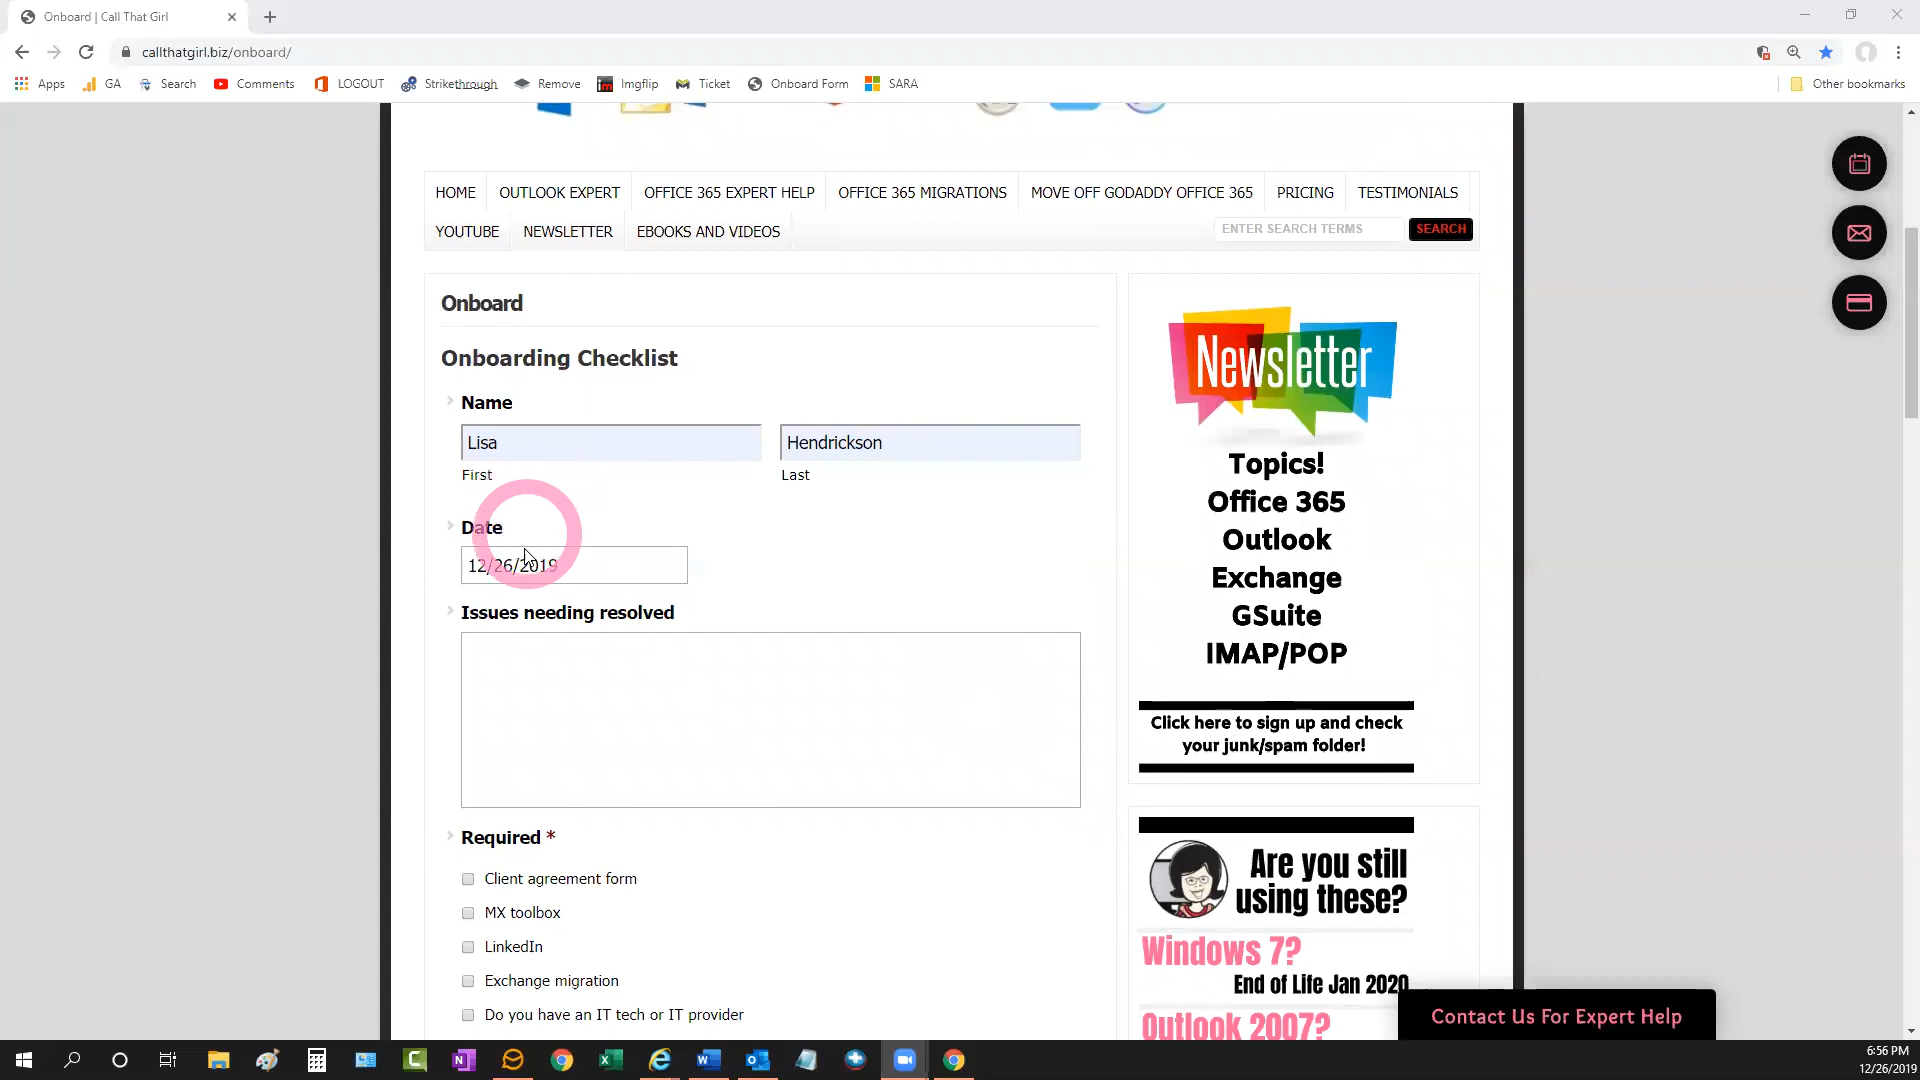 Onboard | Call That Girl
callthatgirl.biz/onboard/
Apps GA Search Comments LOGOUT Strikethrough Remove Imgflip Ticket Onboard Form SARA Other bookmarks
HOME OUTLOOK EXPERT OFFICE 365 EXPERT HELP OFFICE 365 MIGRATIONS MOVE OFF GODADDY OFFICE 365 PRICING TESTIMONIALS
YOUTUBE NEWSLETTER EBOOKS AND VIDEOS ENTER SEARCH TERMS SEARCH
Onboard
Onboarding Checklist
Name
Lisa Hendrickson
First Last
Date
12/26/2019
Issues needing resolved
Required *
Client agreement form
MX toolbox
LinkedIn
Exchange migration
Do you have an IT tech or IT provider
Newsletter
Topics!
Office 365
Outlook
Exchange
GSuite
IMAP/POP
Click here to sign up and check
your junk/spam folder!
Are you still
using these?
Windows 7?
End of Life Jan 2020
Outlook 2007?
Contact Us For Expert Help
6:56 PM
12/26/2019